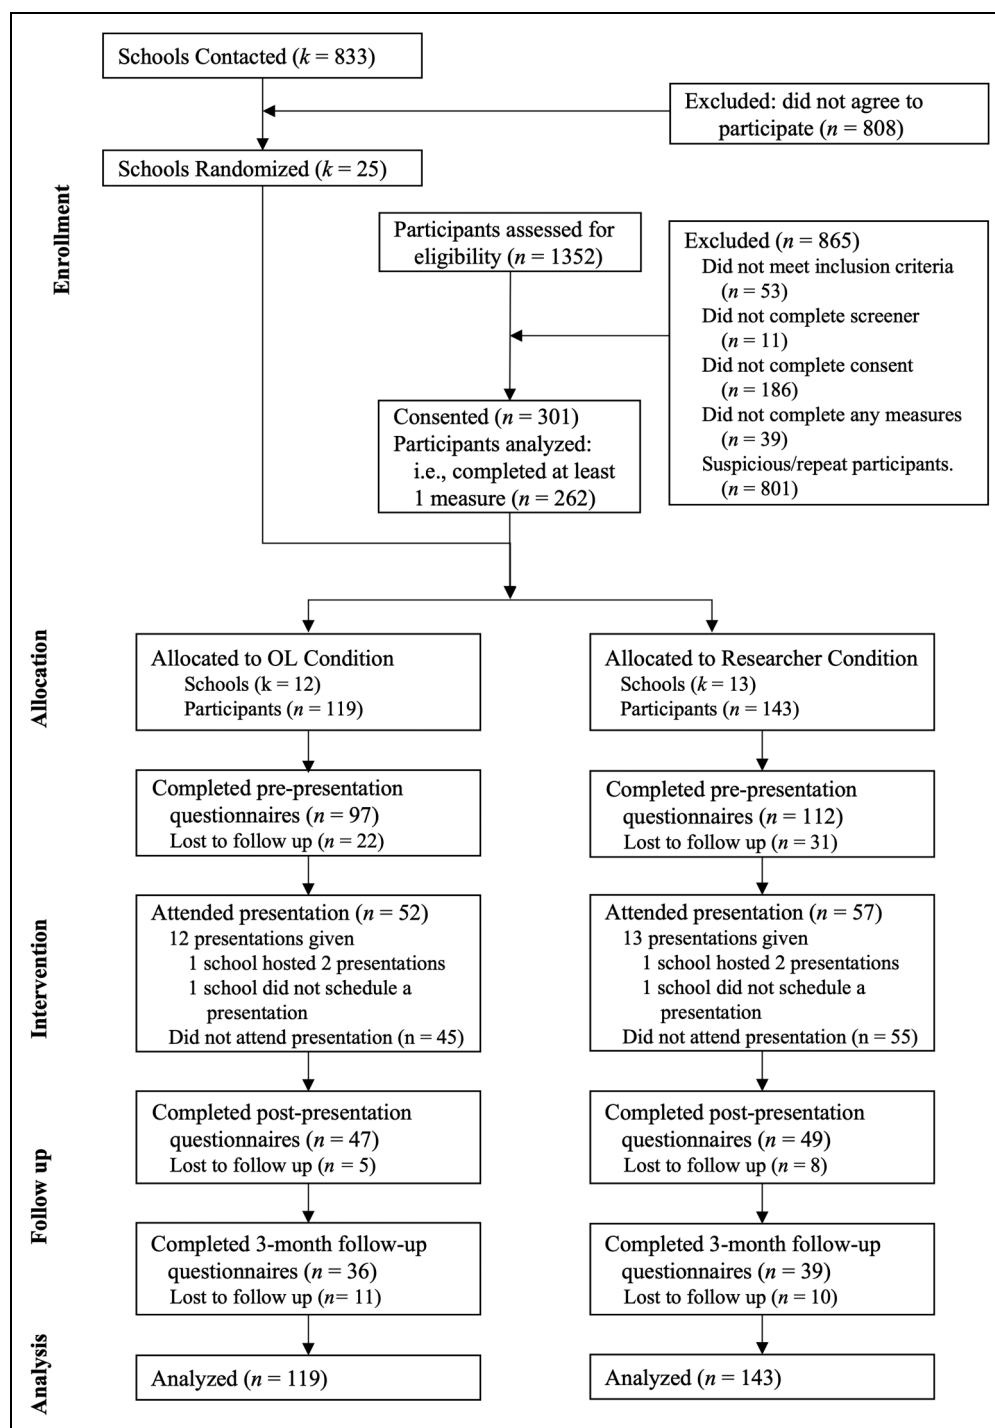 Schools Contacted (k = 833)
Excluded: did not agree to
participate (n = 808)
Schools Randomized (k = 25)
Enrollment
Participants assessed for
eligibility (n = 1352)
Excluded (n = 865)
Did not meet inclusion criteria
(n = 53)
Did not complete screener
(n = 11)
Did not complete consent
(n = 186)
Did not complete any measures
(n = 39)
Suspicious/repeat participants.
(n = 801)
Consented (n = 301)
Participants analyzed:
i.e., completed at least
1 measure (n = 262)
Allocation
Allocated to OL Condition
Schools (k = 12)
Participants (n = 119)
Allocated to Researcher Condition
Schools (k = 13)
Participants (n = 143)
Completed pre-presentation
questionnaires (n = 97)
Lost to follow up (n = 22)
Completed pre-presentation
questionnaires (n = 112)
Lost to follow up (n = 31)
Intervention
Attended presentation (n = 52)
12 presentations given
1 school hosted 2 presentations
1 school did not schedule a
presentation
Did not attend presentation (n = 45)
Attended presentation (n = 57)
13 presentations given
1 school hosted 2 presentations
1 school did not schedule a
presentation
Did not attend presentation (n = 55)
Follow up
Completed post-presentation
questionnaires (n = 47)
Lost to follow up (n = 5)
Completed post-presentation
questionnaires (n = 49)
Lost to follow up (n = 8)
Completed 3-month follow-up
questionnaires (n = 36)
Lost to follow up (n= 11)
Completed 3-month follow-up
questionnaires (n = 39)
Lost to follow up (n = 10)
Analysis
Analyzed (n = 119)
Analyzed (n = 143)